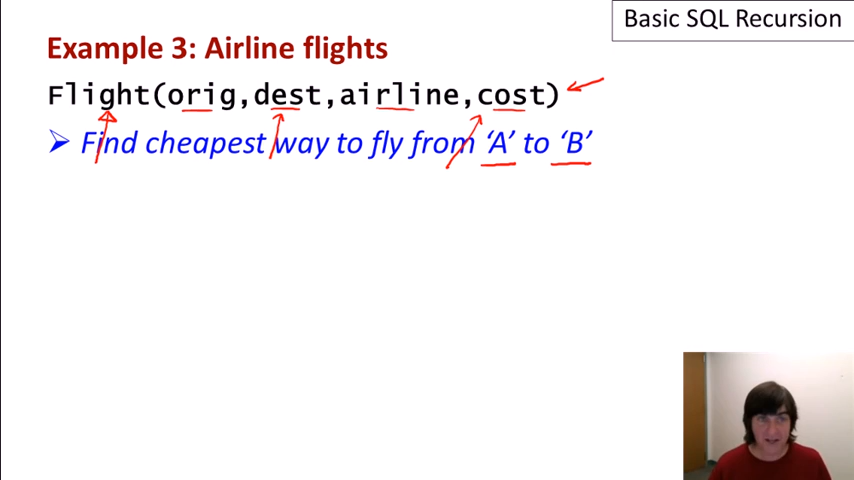 Basic SQL Recursion
Example 3: Airline flights
Flight(orig,dest,airline,cost)
➢ Find cheapest way to fly from ‘A’ to ‘B’